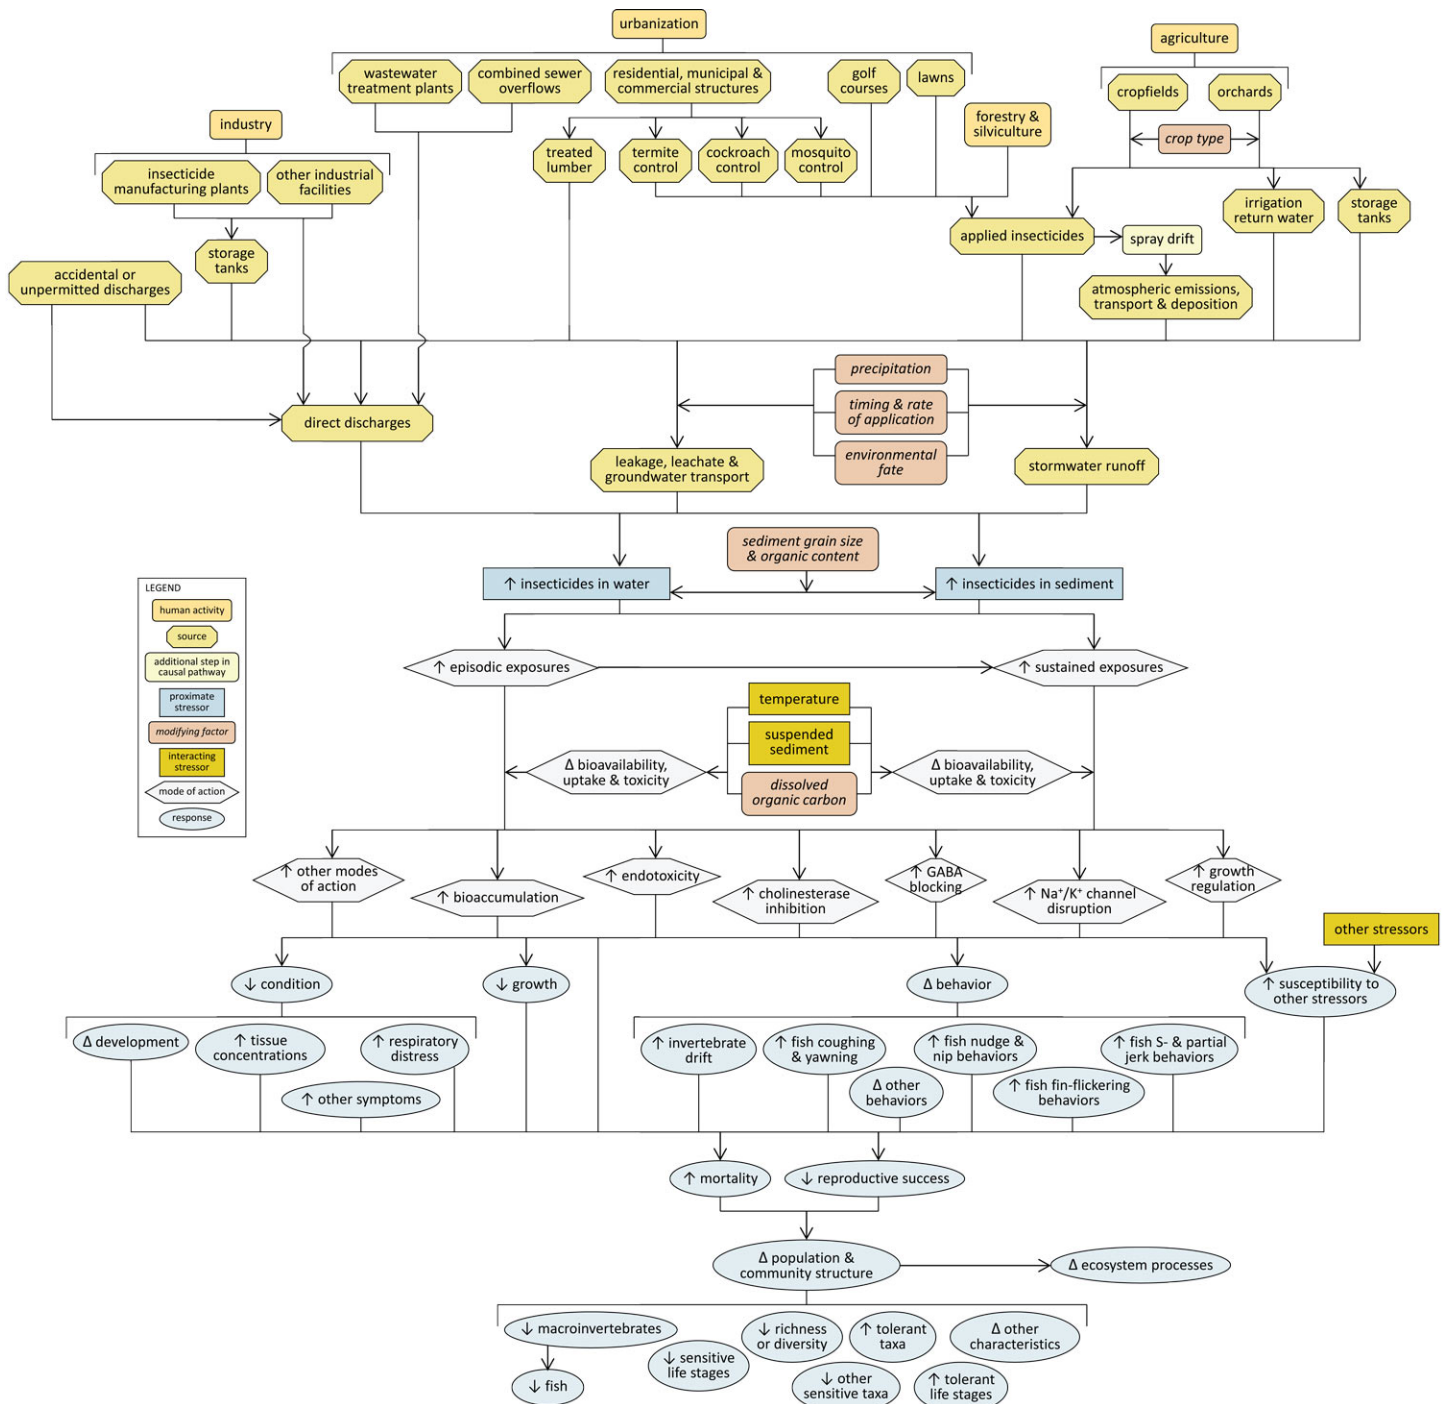 urbanization
agriculture
wastewater
treatment plants
combined sewer
overflows
residential, municipal &
commercial structures
golf
courses
lawns
cropfields
orchards
industry
forestry &
silviculture
crop type
treated
lumber
termite
control
cockroach
control
mosquito
control
insecticide
manufacturing plants
other industrial
facilities
irrigation
return water
storage
tanks
applied insecticides
spray drift
storage
tanks
accidental or
unpermitted discharges
atmospheric emissions,
transport & deposition
precipitation
timing & rate
of application
environmental
fate
direct discharges
leakage, leachate &
groundwater transport
stormwater runoff
sediment grain size
& organic content
↑ insecticides in water
↑ insecticides in sediment
LEGEND
human activity
source
additional step in
causal pathway
proximate
stressor
modifying factor
interacting
stressor
mode of action
response
↑ episodic exposures
↑ sustained exposures
temperature
suspended
sediment
dissolved
organic carbon
Δ bioavailability,
uptake & toxicity
Δ bioavailability,
uptake & toxicity
↑ other modes
of action
↑ bioaccumulation
↑ endotoxicity
↑ cholinesterase
inhibition
↑ GABA
blocking
↑ Na⁺/K⁺ channel
disruption
↑ growth
regulation
other stressors
↓ condition
↓ growth
Δ behavior
↑ susceptibility to
other stressors
Δ development
↑ tissue
concentrations
↑ respiratory
distress
↑ other symptoms
↑ invertebrate
drift
↑ fish coughing
& yawning
Δ other
behaviors
↑ fish nudge &
nip behaviors
↑ fish fin-flickering
behaviors
↑ fish S- & partial
jerk behaviors
↑ mortality
↓ reproductive success
Δ population &
community structure
Δ ecosystem processes
↓ macroinvertebrates
↓ fish
↓ sensitive
life stages
↓ richness
or diversity
↓ other
sensitive taxa
↑ tolerant
taxa
↑ tolerant
life stages
Δ other
characteristics